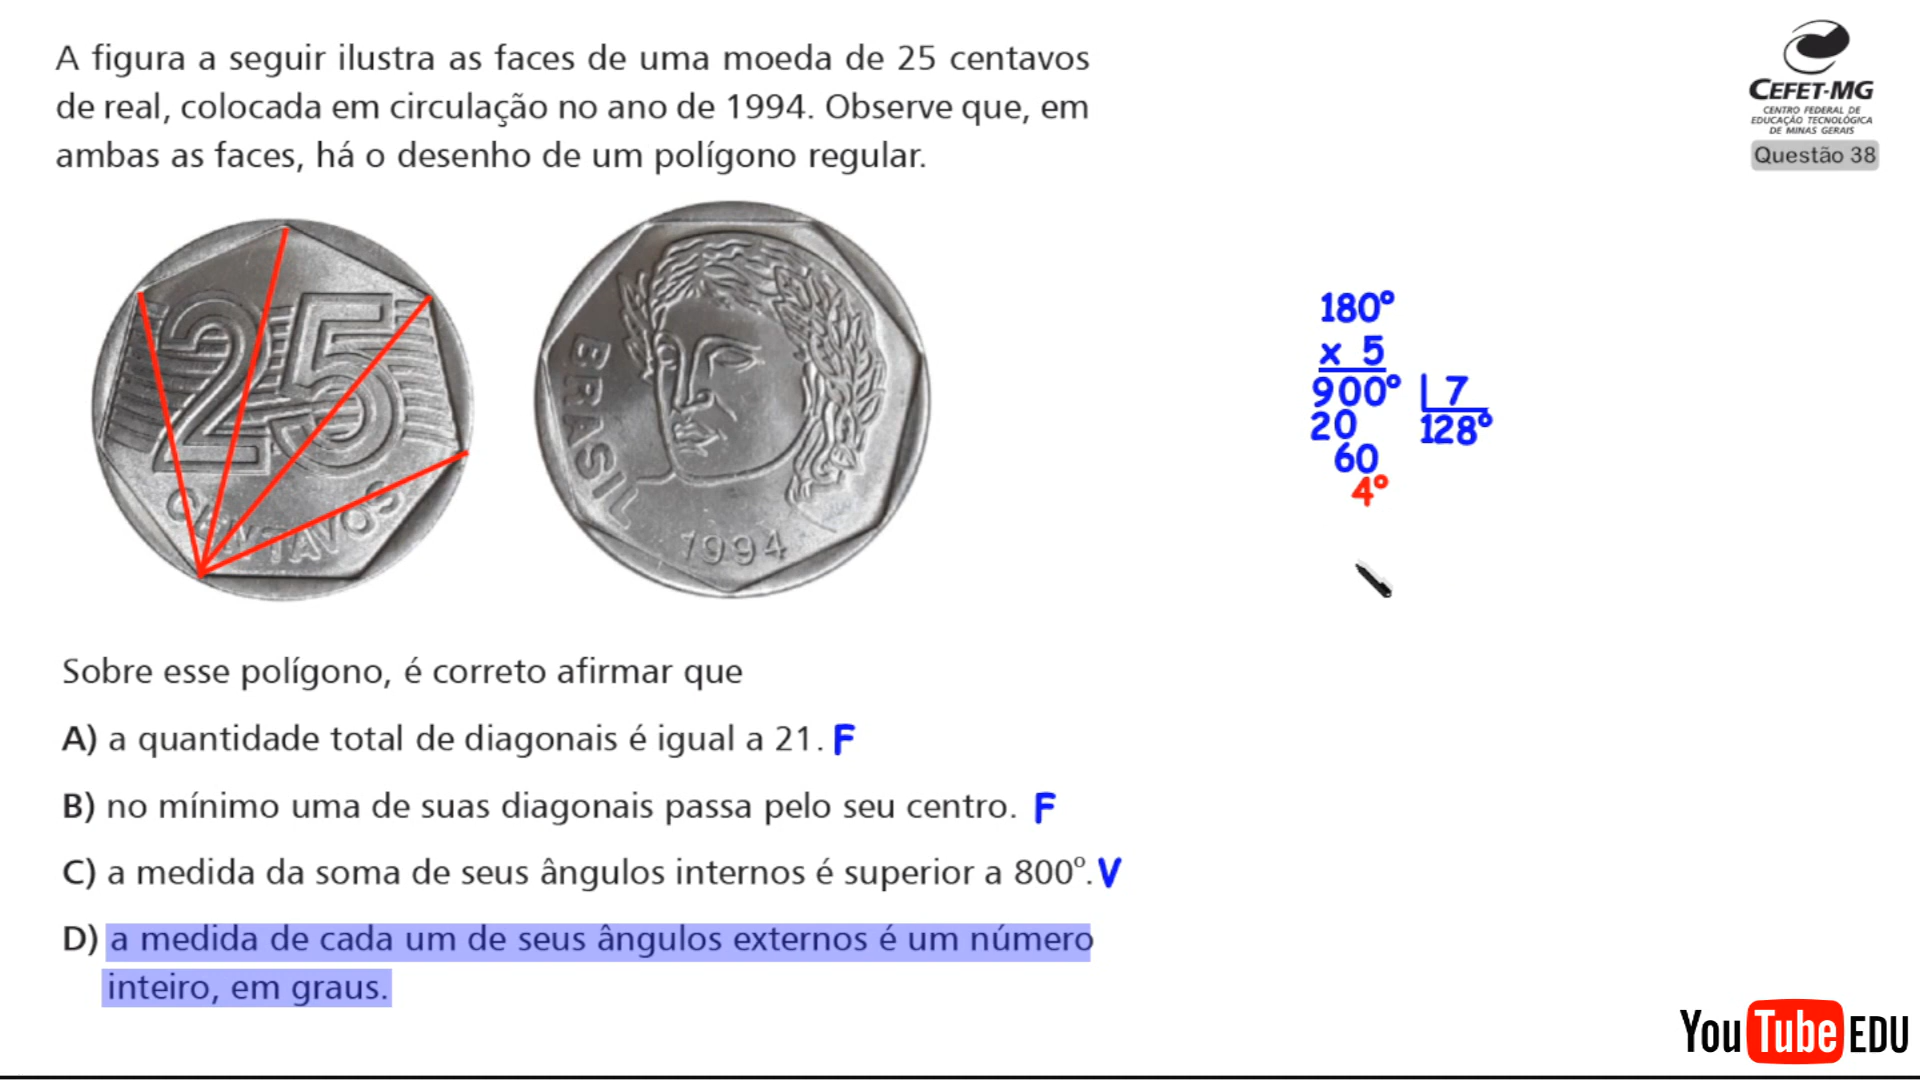 A figura a seguir ilustra as faces de uma moeda de 25 centavos
de real, colocada em circulação no ano de 1994. Observe que, em
ambas as faces, há o desenho de um polígono regular.
CEFET-MG
CENTRO FEDERAL DE
EDUCAÇÃO TECNOLÓGICA
DE MINAS GERAIS
Questão 38
25
CENTAVOS
BRASIL
1994
180º
x 5
900º 7
20 128º
60
4º
Sobre esse polígono, é correto afirmar que
A) a quantidade total de diagonais é igual a 21. F
B) no mínimo uma de suas diagonais passa pelo seu centro. F
C) a medida da soma de seus ângulos internos é superior a 800º. V
D) a medida de cada um de seus ângulos externos é um número
inteiro, em graus.
YouTube EDU